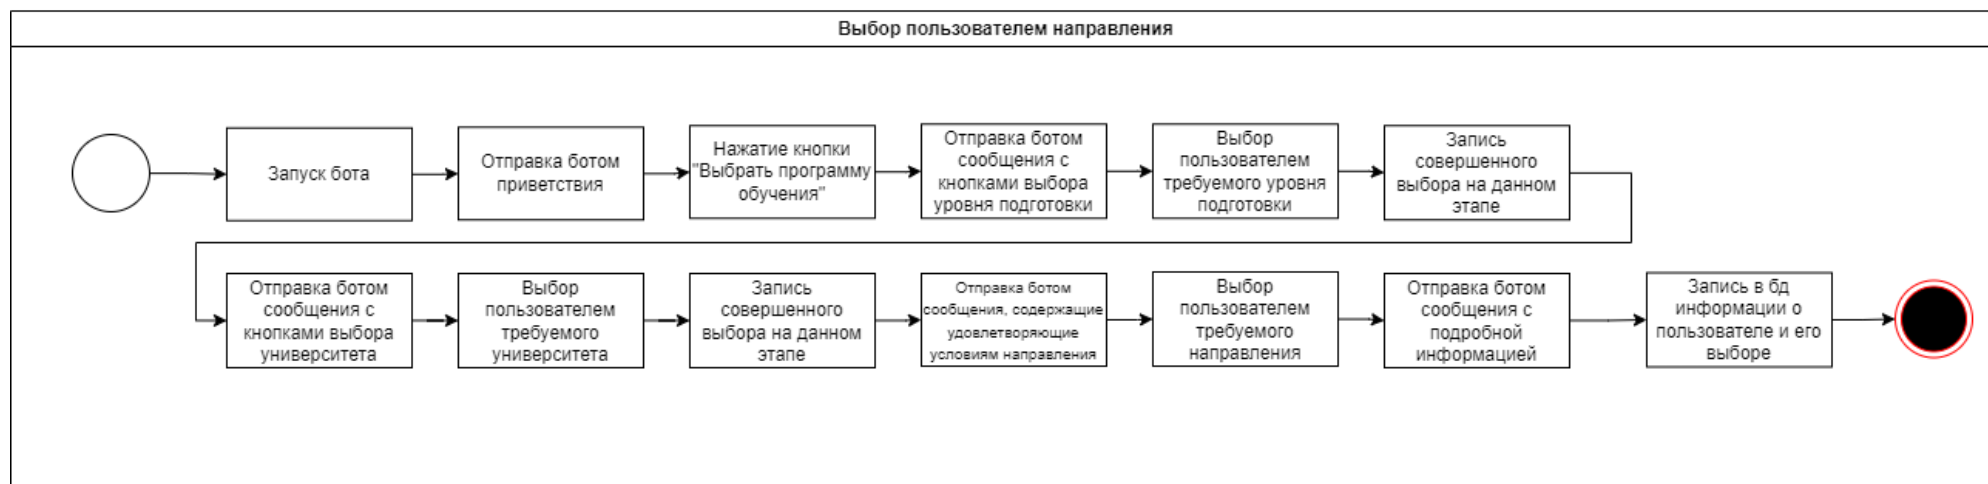 Выбор пользователем направления
Запуск бота
Отправка ботом
приветствия
Нажатие кнопки
"Выбрать программу
обучения"
Отправка ботом
сообщения с
кнопками выбора
уровня подготовки
Выбор
пользователем
требуемого уровня
подготовки
Запись
совершенного
выбора на данном
этапе
Отправка ботом
сообщения с
кнопками выбора
университета
Выбор
пользователем
требуемого
университета
Запись
совершенного
выбора на данном
этапе
Отправка ботом
сообщения, содержащие
удовлетворяющие
условиям направления
Выбор
пользователем
требуемого
направления
Отправка ботом
сообщения с
подробной
информацией
Запись в бд
информации о
пользователе и его
выборе